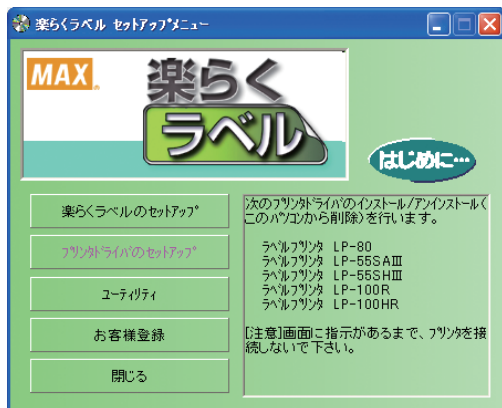 楽らくラベル ｾｯﾄｱｯﾌﾟﾒﾆｭｰ
MAX
楽らく
ラベル
はじめに…
楽らくラベルのｾｯﾄｱｯﾌﾟ
ﾌﾟﾘﾝﾀﾄﾞﾗｲﾊﾞのｾｯﾄｱｯﾌﾟ
ﾕｰﾃｨﾘﾃｨ
お客様登録
閉じる
次のﾌﾟﾘﾝﾀﾄﾞﾗｲﾊﾞのｲﾝｽﾄｰﾙ/ｱﾝｲﾝｽﾄｰﾙ(
このﾊﾟｿｺﾝから削除)を行います。
ﾗﾍﾞﾙﾌﾟﾘﾝﾀ LP-80
ﾗﾍﾞﾙﾌﾟﾘﾝﾀ LP-55SAⅢ
ﾗﾍﾞﾙﾌﾟﾘﾝﾀ LP-55SHⅢ
ﾗﾍﾞﾙﾌﾟﾘﾝﾀ LP-100R
ﾗﾍﾞﾙﾌﾟﾘﾝﾀ LP-100HR
[注意]画面に指示があるまで、ﾌﾟﾘﾝﾀを接
続しないで下さい。